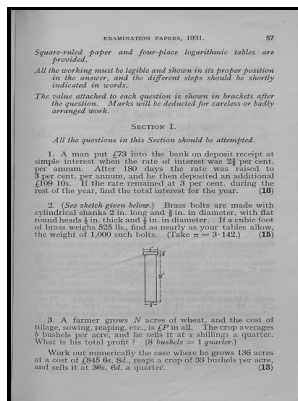 EXAMINATION PAPERS, 1931. 57
Square-ruled paper and four-place logarithmic tables are
provided.
All the working must be legible and shown in its proper position
in the answer, and the different steps should be shortly
indicated in words.
The value attached to each question is shown in brackets after
the question. Marks will be deducted for careless or badly
arranged work.
SECTION I.
All the questions in this Section should be attempted.
1. A man put £73 into the bank on deposit receipt at
simple interest when the rate of interest was 2½ per cent.
per annum. After 180 days the rate was raised to
3 per cent. per annum, and he then deposited an additional
£109 10s. If the rate remained at 3 per cent. during the
rest of the year, find the total interest for the year. (10)
2. (See sketch given below.) Brass bolts are made with
cylindrical shanks 2 in. long and in. in diameter, with flat
round heads in. thick and in. in diameter. If a cubic foot
of brass weighs 525 lb., find as nearly as your tables allow,
the weight of 1,000 such bolts. (Take π = 3·142.) (15)
3. A farmer grows N acres of wheat, and the cost of
tillage, sowing, reaping, etc., is £P in all. The crop averages
b bushels per acre, and he sells it at s shillings a quarter.
What is his total profit? (8 bushels = 1 quarter.)
Work out numerically the case where he grows 136 acres
at a cost of £845 6s. 8d., reaps a crop of 33 bushels per acre,
and sells it at 36s. 6d. a quarter. (13)